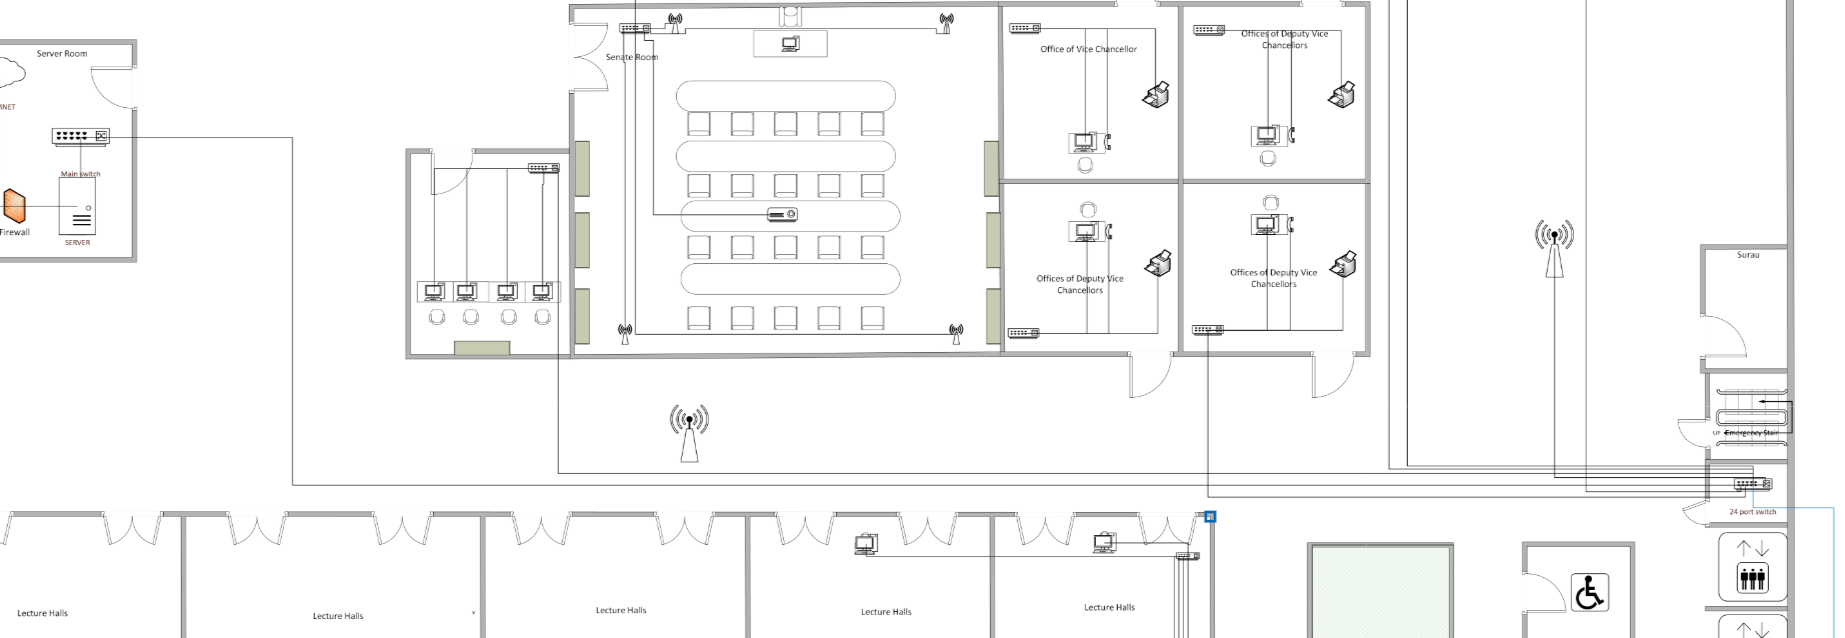 Server Room
RNET
Main switch
Firewall
SERVER
Senate Room
Office of Vice Chancellor
Offices of Deputy Vice
Chancellors
Offices of Deputy Vice
Chancellors
Offices of Deputy Vice
Chancellors
Surau
UP
Emergency Stair
24 port switch
Lecture Halls
Lecture Halls
Lecture Halls
Lecture Halls
Lecture Halls